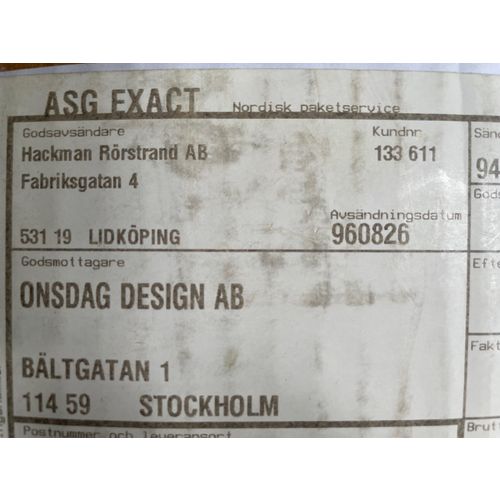 ASG EXACT Nordisk paketservice
Godsavsändare Kundnr
Hackman Rörstrand AB 133 611
Fabriksgatan 4
Avsändningsdatum
531 19 LIDKÖPING 960826
Godsmottagare
ONSDAG DESIGN AB
BÄLTGATAN 1
114 59 STOCKHOLM
Postnummer och leveransort